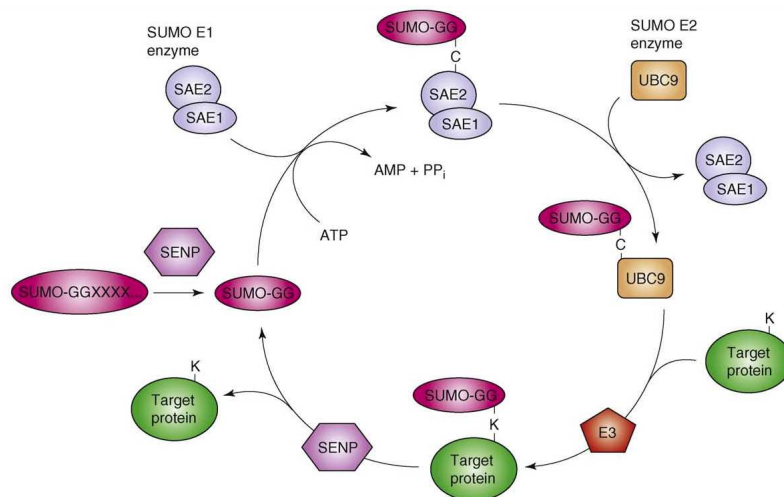 SUMO-GG
C
SAE2
SAE1
SUMO E1
enzyme
SAE2
SAE1
SUMO E2
enzyme
UBC9
SAE2
SAE1
AMP + PPi
ATP
SUMO-GG
C
UBC9
SENP
SUMO-GGXXXX...
SUMO-GG
K
Target
protein
K
Target
protein
SUMO-GG
K
Target
protein
SENP
E3